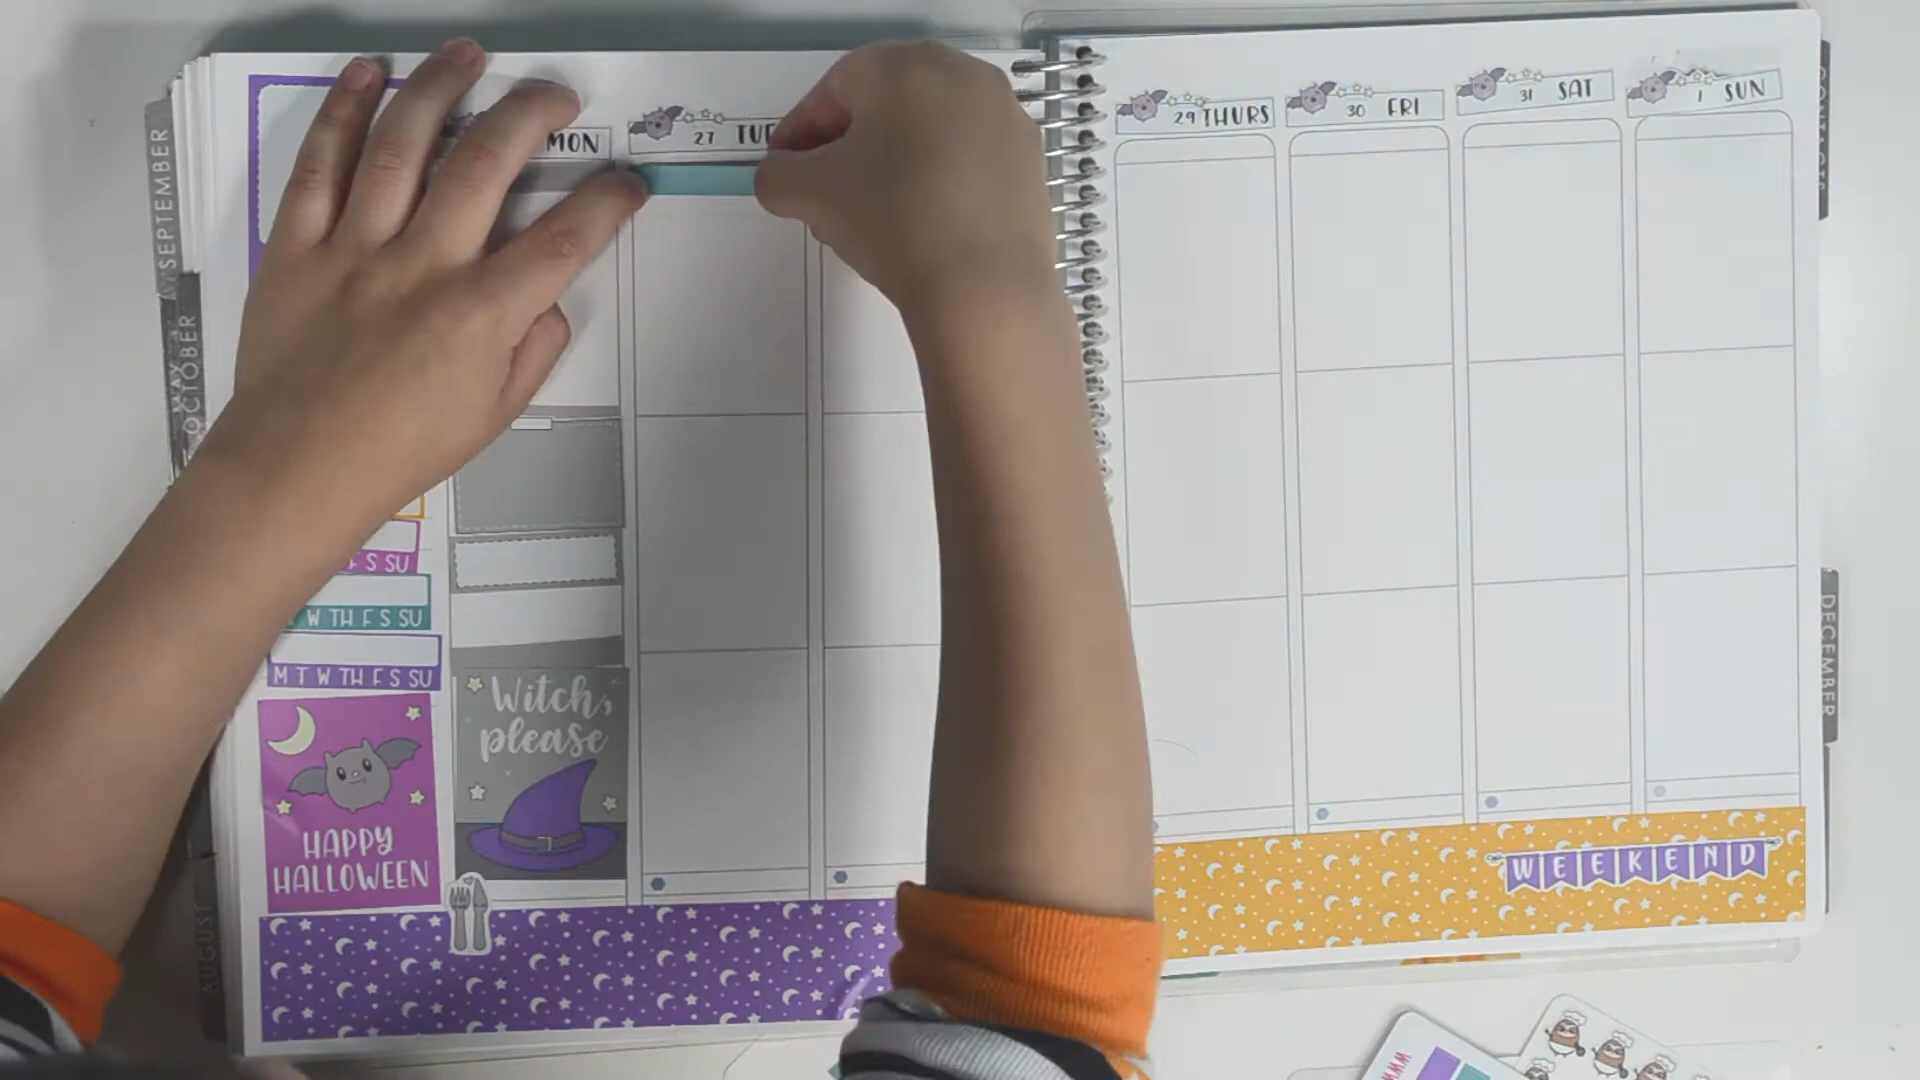 MON
27 TUE
29 THURS
30 FRI
31 SAT
1 SUN
SEPTEMBER
OCTOBER
MAY
AUGUST
DECEMBER
F S SU
W TH F S SU
M T W TH F S SU
HAPPY
HALLOWEEN
Witch,
please
WEEKEND